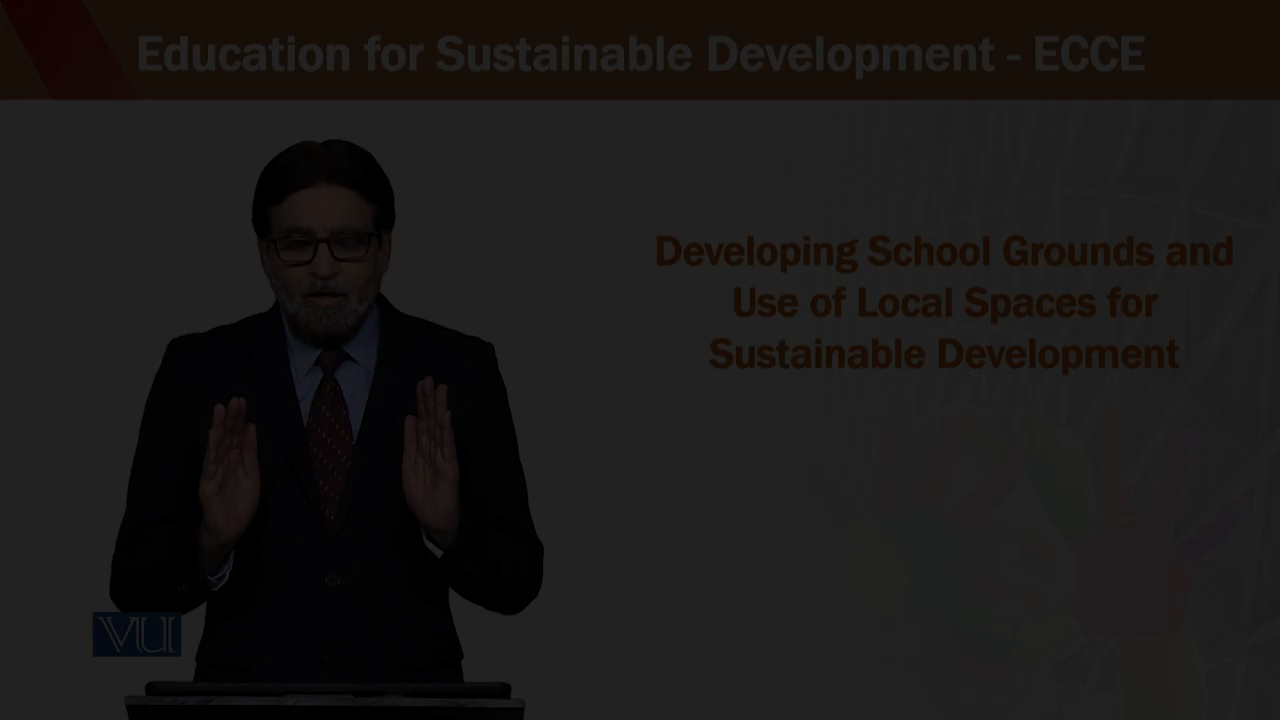 Education for Sustainable Development - ECCE
Developing School Grounds and
Use of Local Spaces for
Sustainable Development
VU